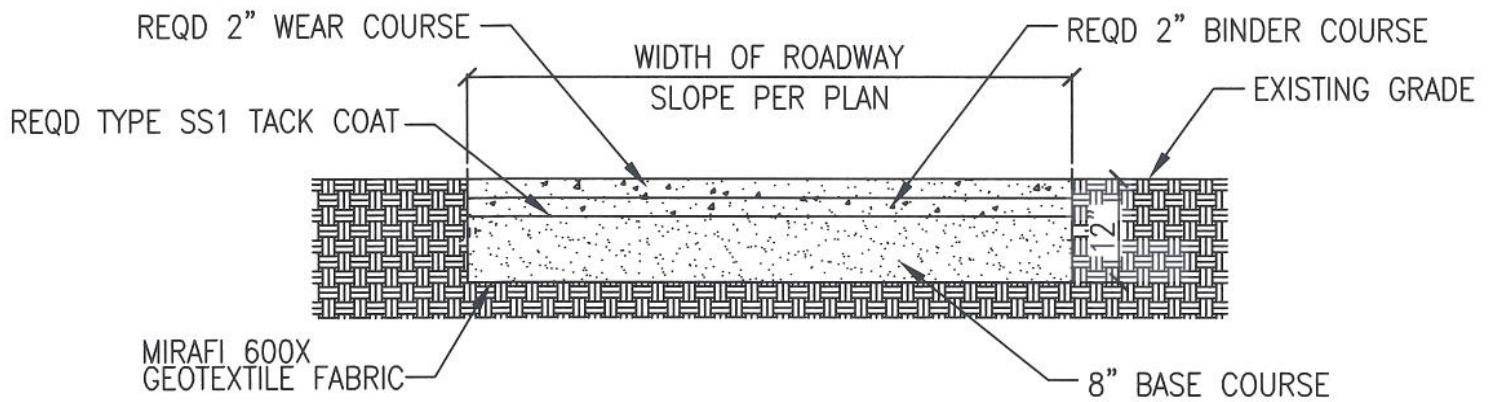 REQD 2” WEAR COURSE
WIDTH OF ROADWAY
SLOPE PER PLAN
REQD 2” BINDER COURSE
EXISTING GRADE
REQD TYPE SS1 TACK COAT
12”
MIRAFI 600X
GEOTEXTILE FABRIC
8” BASE COURSE